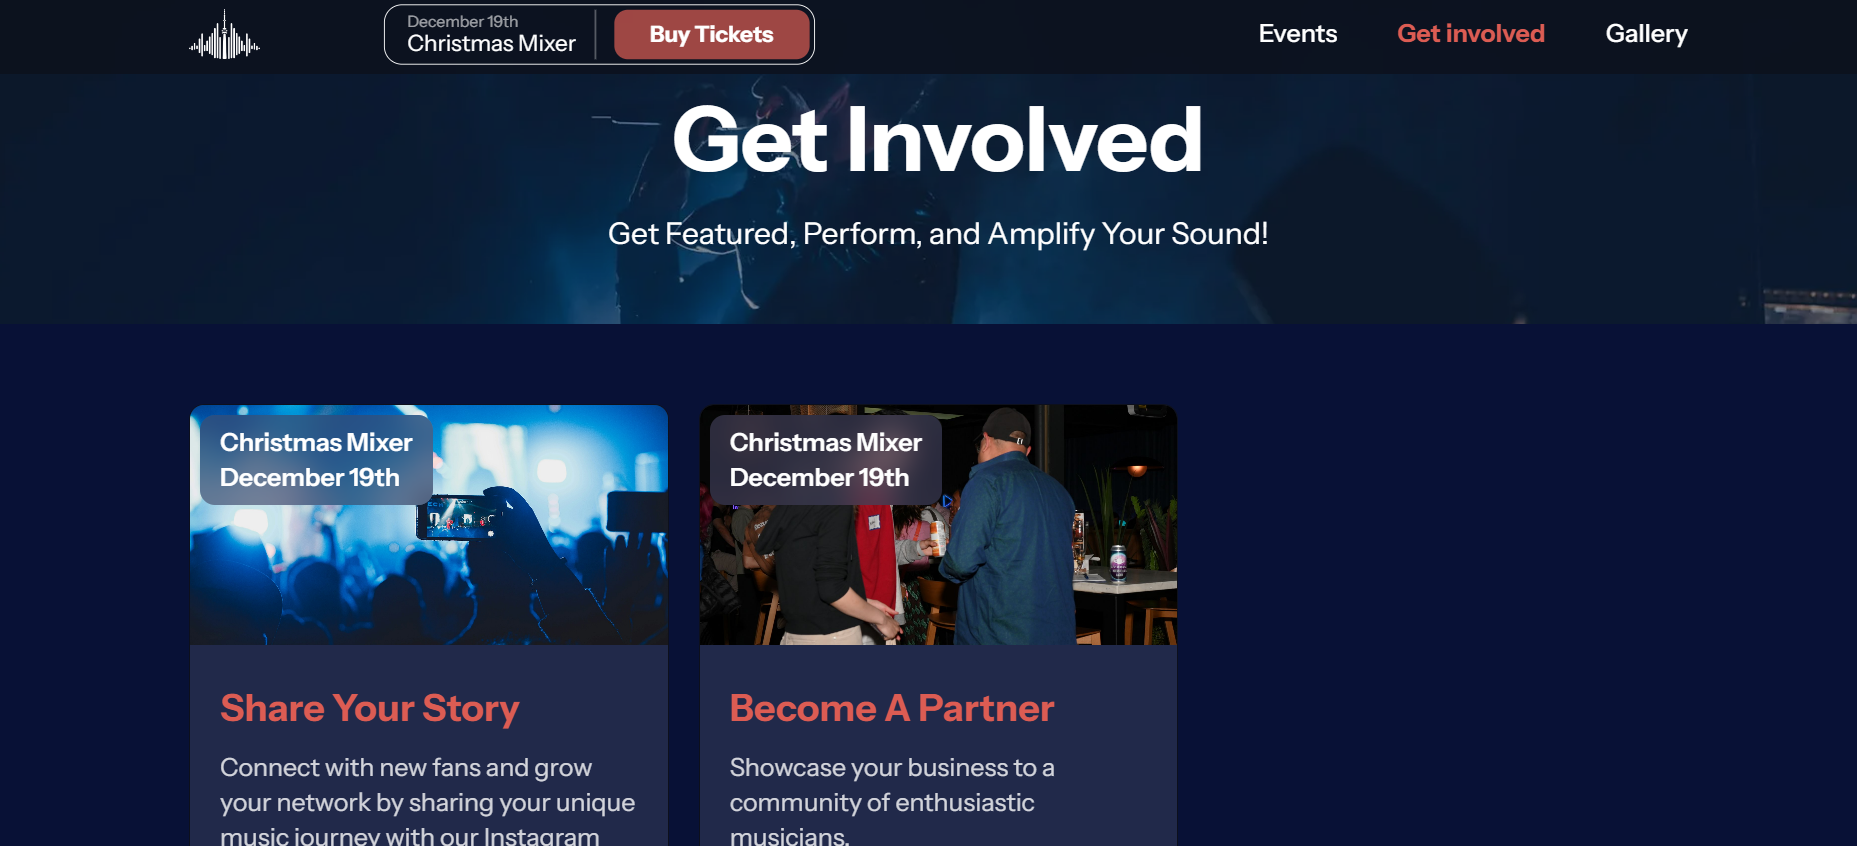 December 19th
Christmas Mixer
Buy Tickets
Events
Get involved
Gallery
Get Involved
Get Featured, Perform, and Amplify Your Sound!
Christmas Mixer
December 19th
Christmas Mixer
December 19th
Share Your Story
Connect with new fans and grow
your network by sharing your unique
music journey with our Instagram
Become A Partner
Showcase your business to a
community of enthusiastic
musicians.